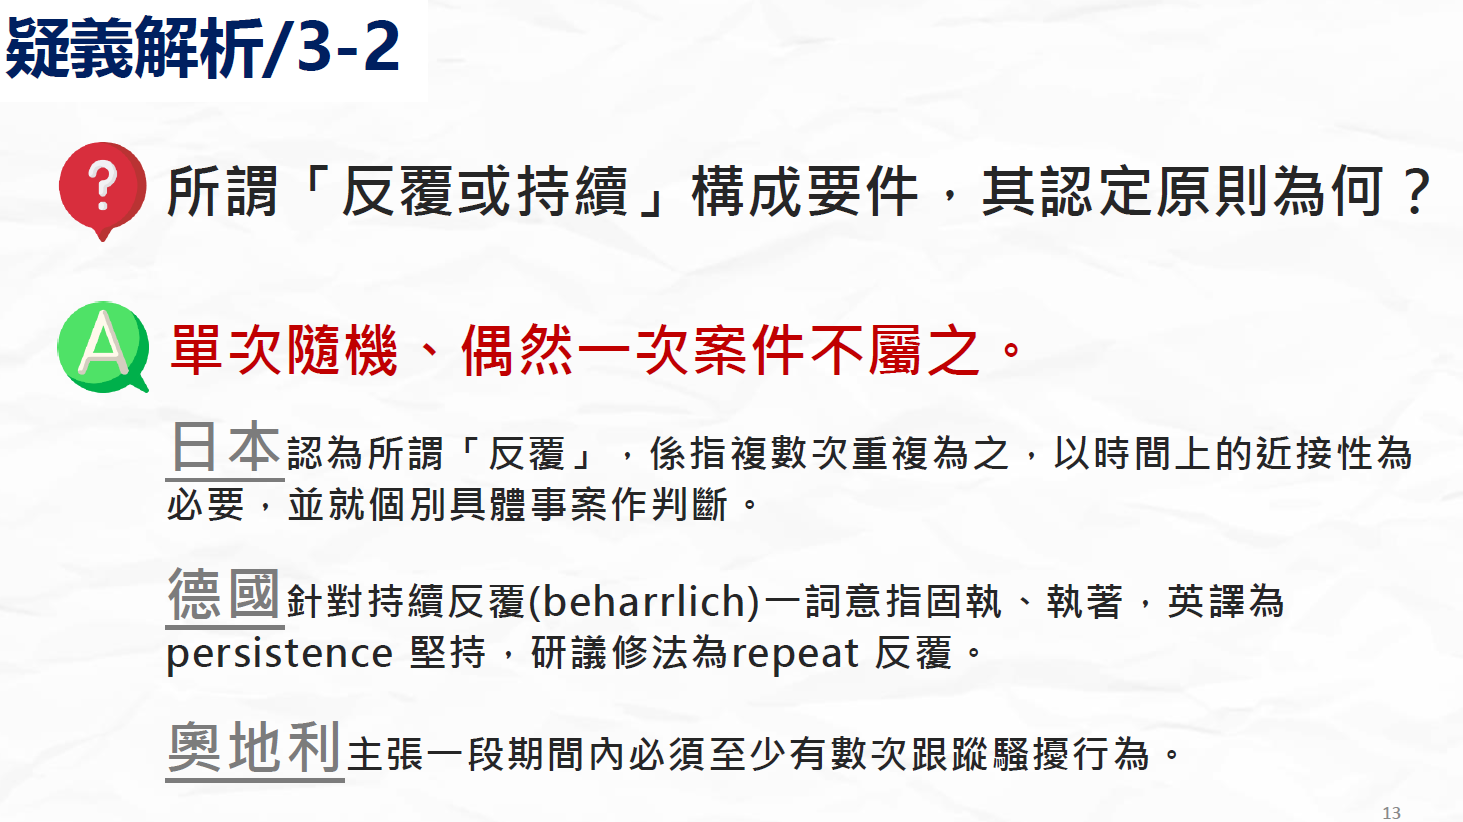 疑義解析/3-2
?
所謂「反覆或持續」構成要件，其認定原則為何？
A
單次隨機、偶然一次案件不屬之。
日本認為所謂「反覆」，係指複數次重複為之，以時間上的近接性為
必要，並就個別具體事案作判斷。
德國針對持續反覆(beharrlich)一詞意指固執、執著，英譯為
persistence 堅持，研議修法為repeat 反覆。
奧地利主張一段期間內必須至少有數次跟蹤騷擾行為。
13